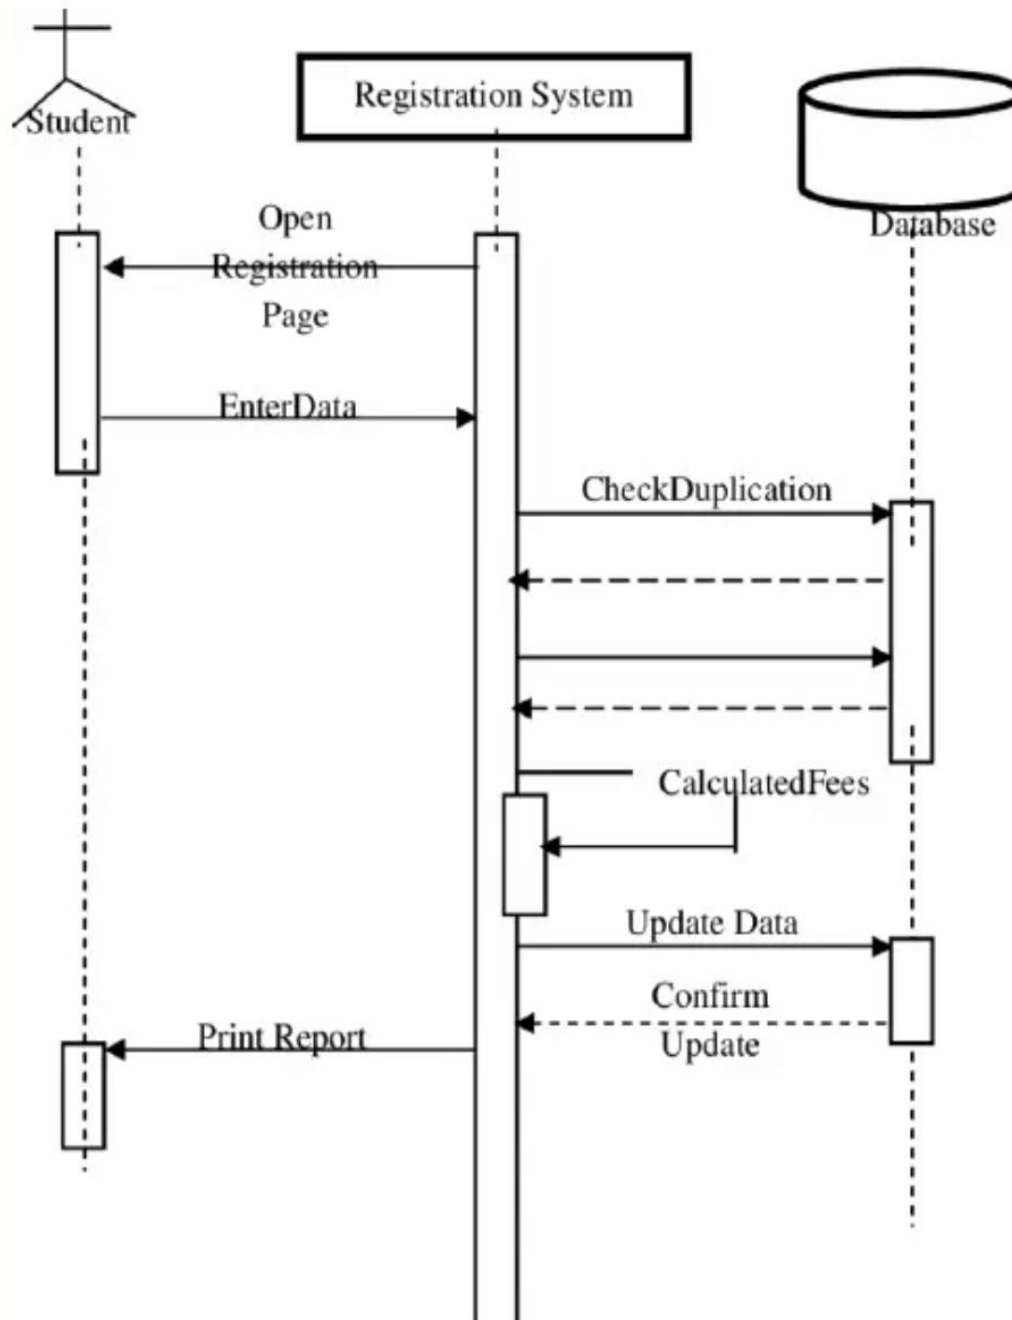 Student
Registration System
Database
Open
Registration
Page
EnterData
CheckDuplication
CalculatedFees
Update Data
Confirm
Update
Print Report